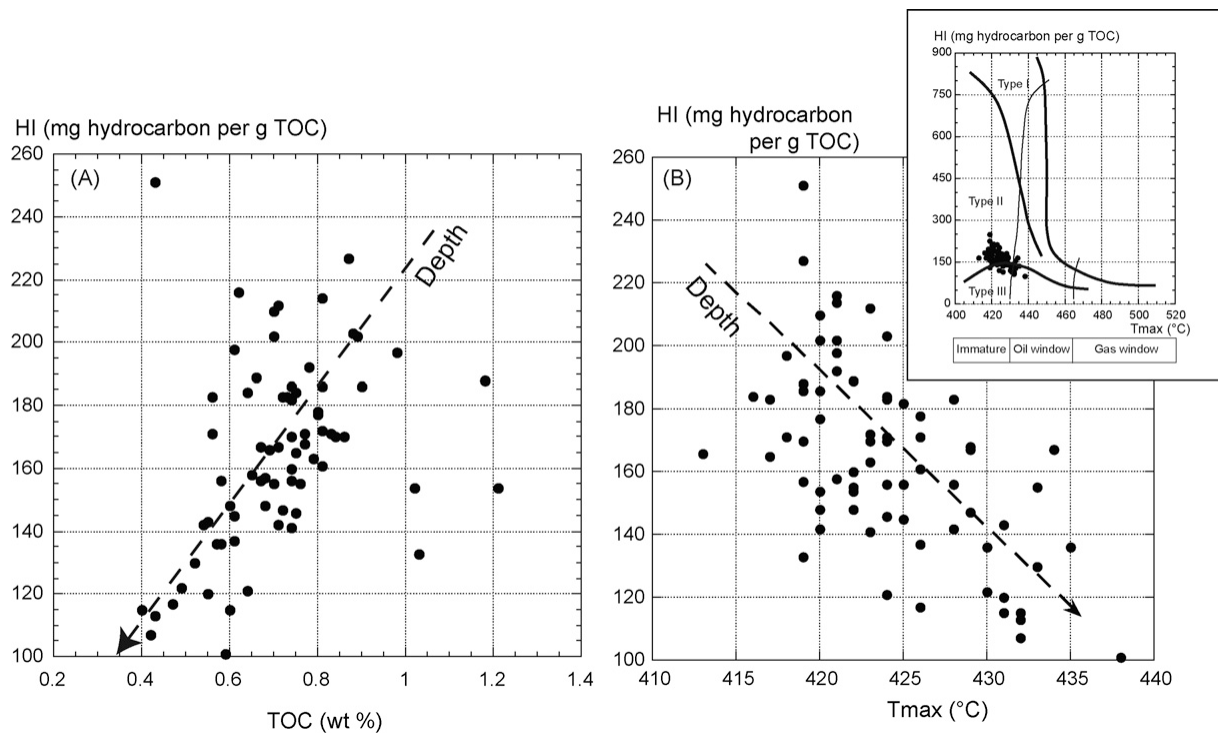 HI (mg hydrocarbon per g TOC)
260
240
220
200
180
160
140
120
100
0.2
0.4
0.6
0.8
1
1.2
1.4
TOC (wt %)
(A)
Depth
HI (mg hydrocarbon
per g TOC)
260
240
220
200
180
160
140
120
100
410
415
420
425
430
435
440
Tmax (°C)
(B)
Depth
HI (mg hydrocarbon per g TOC)
900
750
600
450
300
150
0
Type I
Type II
Type III
400
420
440
460
480
500
520
Tmax (°C)
Immature
Oil window
Gas window